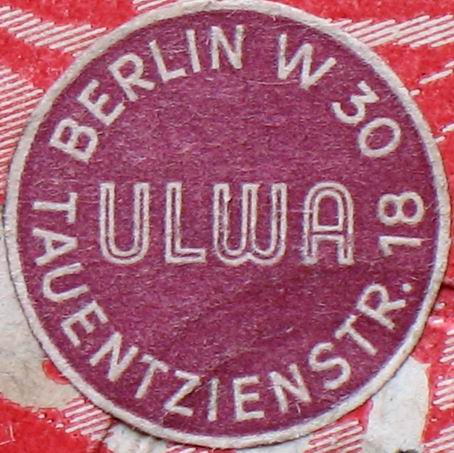 BERLIN W 30
ULWA
TAUENTZIENSTR. 18